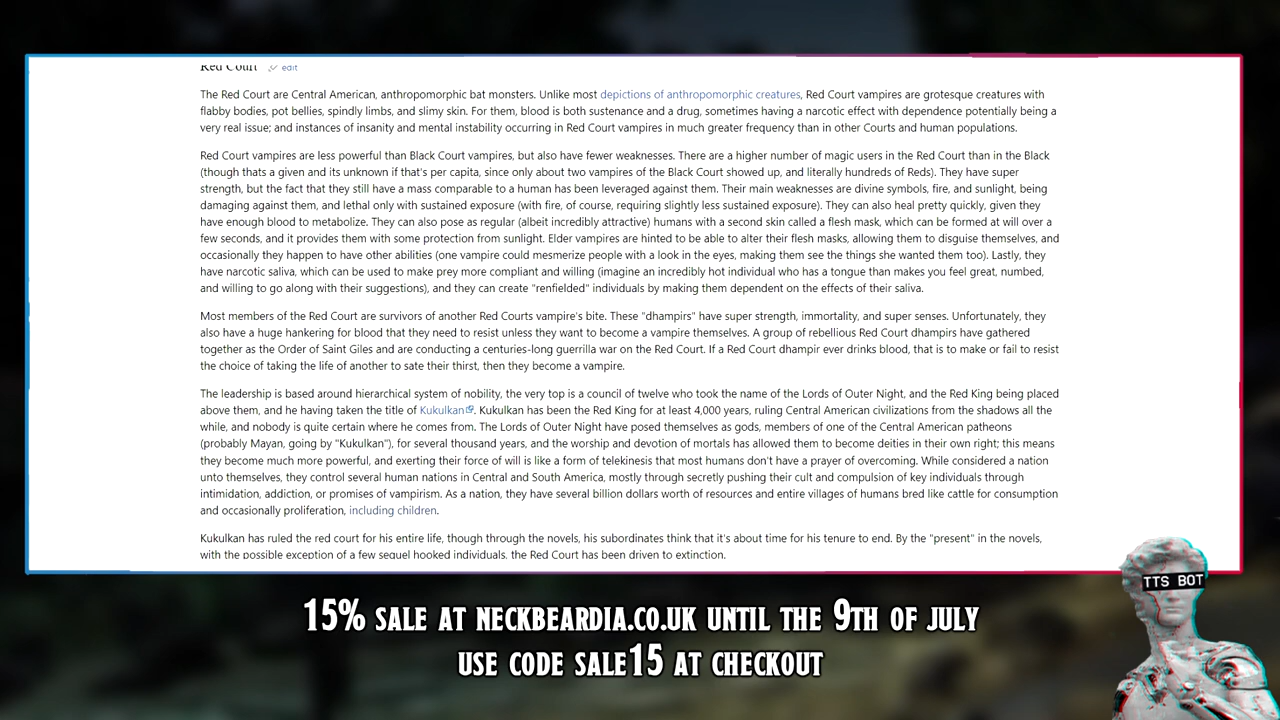 Red Court edit
The Red Court are Central American, anthropomorphic bat monsters. Unlike most depictions of anthropomorphic creatures, Red Court vampires are grotesque creatures with
flabby bodies, pot bellies, spindly limbs, and slimy skin. For them, blood is both sustenance and a drug, sometimes having a narcotic effect with dependence potentially being a
very real issue; and instances of insanity and mental instability occurring in Red Court vampires in much greater frequency than in other Courts and human populations.
Red Court vampires are less powerful than Black Court vampires, but also have fewer weaknesses. There are a higher number of magic users in the Red Court than in the Black
(though thats a given and its unknown if that's per capita, since only about two vampires of the Black Court showed up, and literally hundreds of Reds). They have super
strength, but the fact that they still have a mass comparable to a human has been leveraged against them. Their main weaknesses are divine symbols, fire, and sunlight, being
damaging against them, and lethal only with sustained exposure (with fire, of course, requiring slightly less sustained exposure). They can also heal pretty quickly, given they
have enough blood to metabolize. They can also pose as regular (albeit incredibly attractive) humans with a second skin called a flesh mask, which can be formed at will over a
few seconds, and it provides them with some protection from sunlight. Elder vampires are hinted to be able to alter their flesh masks, allowing them to disguise themselves, and
occasionally they happen to have other abilities (one vampire could mesmerize people with a look in the eyes, making them see the things she wanted them too). Lastly, they
have narcotic saliva, which can be used to make prey more compliant and willing (imagine an incredibly hot individual who has a tongue than makes you feel great, numbed,
and willing to go along with their suggestions), and they can create "renfielded" individuals by making them dependent on the effects of their saliva.
Most members of the Red Court are survivors of another Red Courts vampire's bite. These "dhampirs" have super strength, immortality, and super senses. Unfortunately, they
also have a huge hankering for blood that they need to resist unless they want to become a vampire themselves. A group of rebellious Red Court dhampirs have gathered
together as the Order of Saint Giles and are conducting a centuries-long guerrilla war on the Red Court. If a Red Court dhampir ever drinks blood, that is to make or fail to resist
the choice of taking the life of another to sate their thirst, then they become a vampire.
The leadership is based around hierarchical system of nobility, the very top is a council of twelve who took the name of the Lords of Outer Night, and the Red King being placed
above them, and he having taken the title of Kukulkan. Kukulkan has been the Red King for at least 4,000 years, ruling Central American civilizations from the shadows all the
while, and nobody is quite certain where he comes from. The Lords of Outer Night have posed themselves as gods, members of one of the Central American patheons
(probably Mayan, going by "Kukulkan"), for several thousand years, and the worship and devotion of mortals has allowed them to become deities in their own right; this means
they become much more powerful, and exerting their force of will is like a form of telekinesis that most humans don't have a prayer of overcoming. While considered a nation
unto themselves, they control several human nations in Central and South America, mostly through secretly pushing their cult and compulsion of key individuals through
intimidation, addiction, or promises of vampirism. As a nation, they have several billion dollars worth of resources and entire villages of humans bred like cattle for consumption
and occasionally proliferation, including children.
Kukulkan has ruled the red court for his entire life, though through the novels, his subordinates think that it's about time for his tenure to end. By the "present" in the novels,
with the possible exception of a few sequel hooked individuals, the Red Court has been driven to extinction.
TTS BOT
15% SALE AT NECKBEARDIA.CO.UK UNTIL THE 9TH OF JULY
USE CODE SALE15 AT CHECKOUT